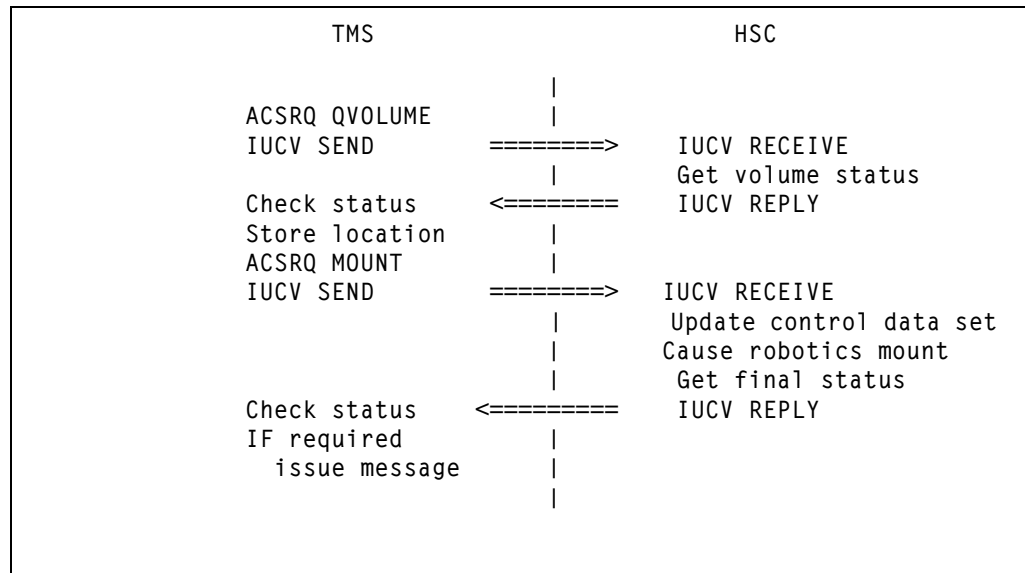 TMS HSC
|
ACSRQ QVOLUME |
IUCV SEND ========> IUCV RECEIVE
| Get volume status
Check status <======== IUCV REPLY
Store location |
ACSRQ MOUNT |
IUCV SEND ========> IUCV RECEIVE
| Update control data set
| Cause robotics mount
| Get final status
Check status <========= IUCV REPLY
IF required |
issue message |
|